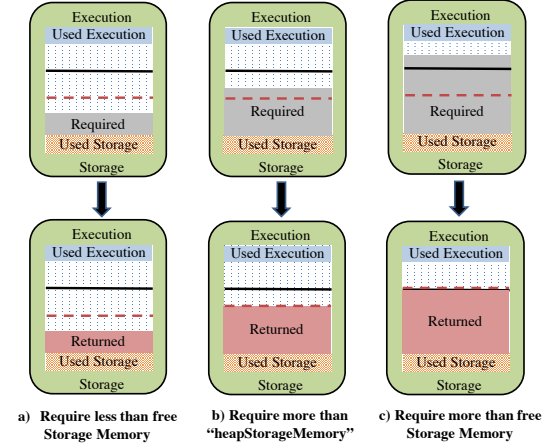 Execution
Used Execution
Required
Used Storage
Storage
Execution
Used Execution
Required
Used Storage
Storage
Execution
Used Execution
Required
Used Storage
Storage
Execution
Used Execution
Returned
Used Storage
Storage
Execution
Used Execution
Returned
Used Storage
Storage
Execution
Used Execution
Returned
Used Storage
Storage
a) Require less than free
Storage Memory
b) Require more than
“heapStorageMemory”
c) Require more than free
Storage Memory